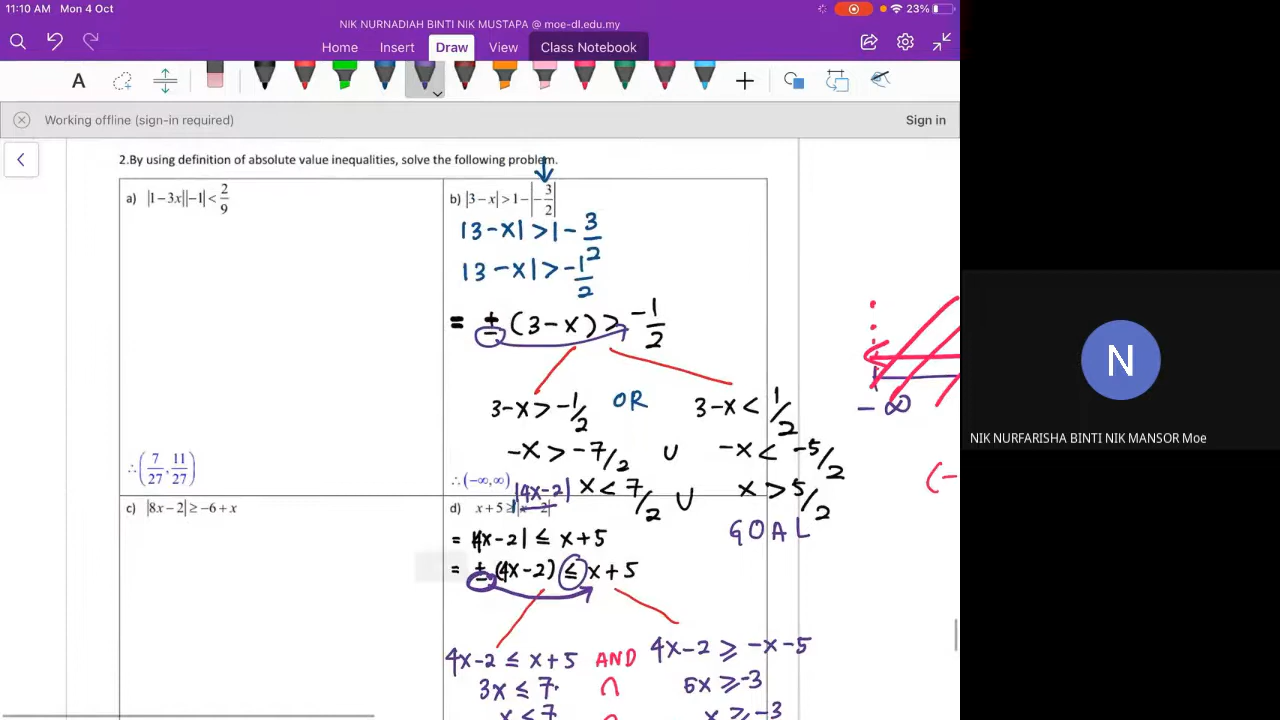 11:10 AM Mon 4 Oct
23%
NIK NURNADIAH BINTI NIK MUSTAPA @ moe-dl.edu.my
Home Insert Draw View Class Notebook
A
Working offline (sign-in required) Sign in
2.By using definition of absolute value inequalities, solve the following problem.
a) |1-3x||-1| < 2/9
∴(7/27, 11/27)
b) |3-x| > 1-|-3/2|
|3-x| > 1 - 3/2
|3-x| > -1/2
= ± (3-x) > -1/2
3-x > -1/2 OR 3-x < 1/2
-x > -7/2 ∪ -x < -5/2
x < 7/2 ∪ x > 5/2
∴(-∞,∞)
GOAL
c) |8x-2| ≥ -6+x
d) x+5 ≥ |4x-2|
= |4x-2| ≤ x+5
= ± (4x-2) ≤ x+5
4x-2 ≤ x+5 AND 4x-2 ≥ -x-5
3x ≤ 7 ∩ 5x ≥ -3
x ≤ 7 ∩ x ≥ -3
-∞
(-
N
NIK NURFARISHA BINTI NIK MANSOR Moe